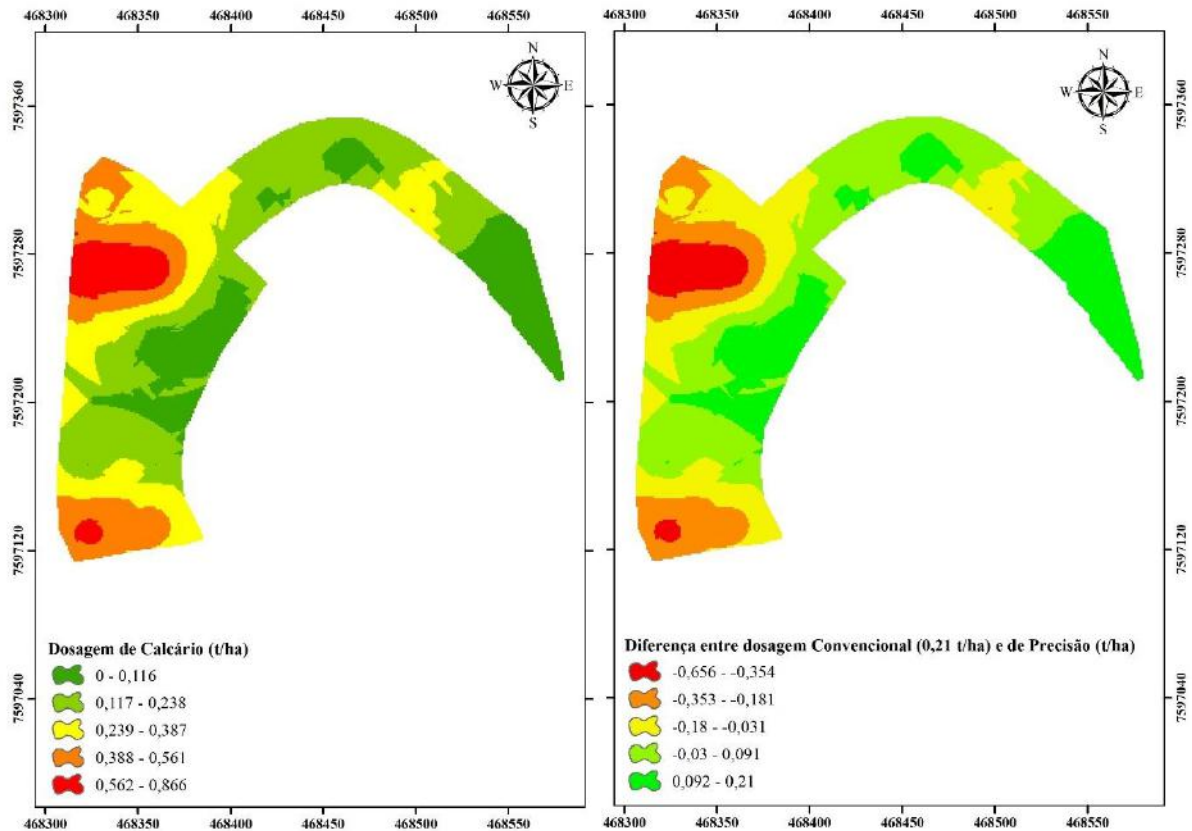 468300 468350 468400 468450 468500 468550
468300 468350 468400 468450 468500 468550
N
W E
S
N
W E
S
7597360
7597280
7597200
7597120
7597040
7597360
7597280
7597200
7597120
7597040
Dosagem de Calcário (t/ha)
0 - 0,116
0,117 - 0,238
0,239 - 0,387
0,388 - 0,561
0,562 - 0,866
Diferença entre dosagem Convencional (0,21 t/ha) e de Precisão (t/ha)
-0,656 - -0,354
-0,353 - -0,181
-0,18 - -0,031
-0,03 - 0,091
0,092 - 0,21
468300 468350 468400 468450 468500 468550
468300 468350 468400 468450 468500 468550